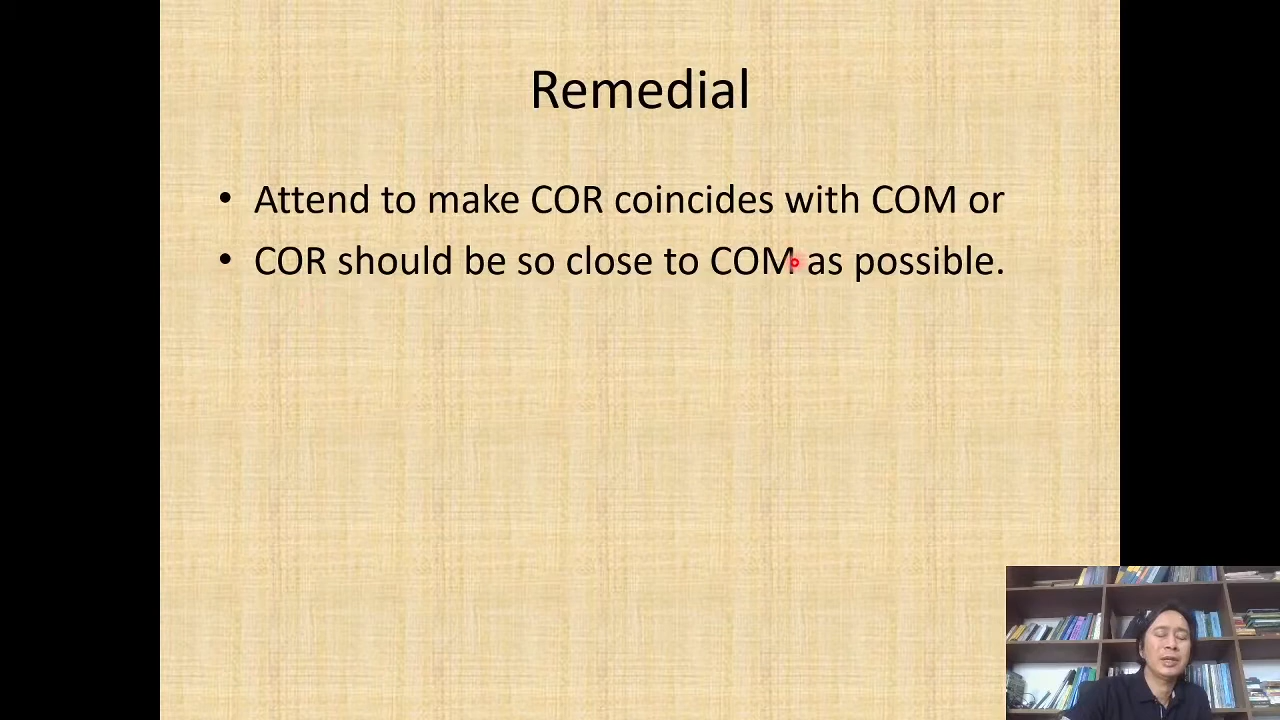 Remedial
• Attend to make COR coincides with COM or
• COR should be so close to COM as possible.